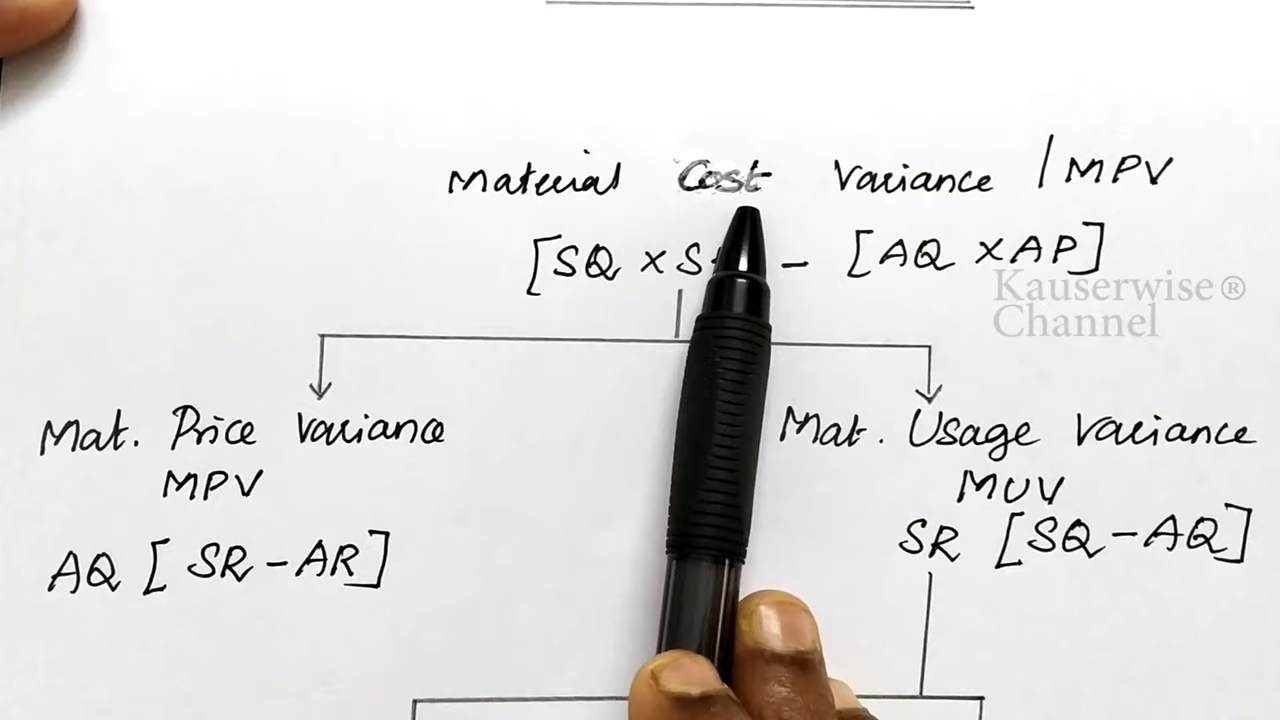 Material Cost Variance / MPV
[SQ × S - [AQ × AP]
Kauserwise®
Channel
Mat. Price Variance
MPV
AQ [SR - AR]
Mat. Usage Variance
MUV
SR [SQ - AQ]